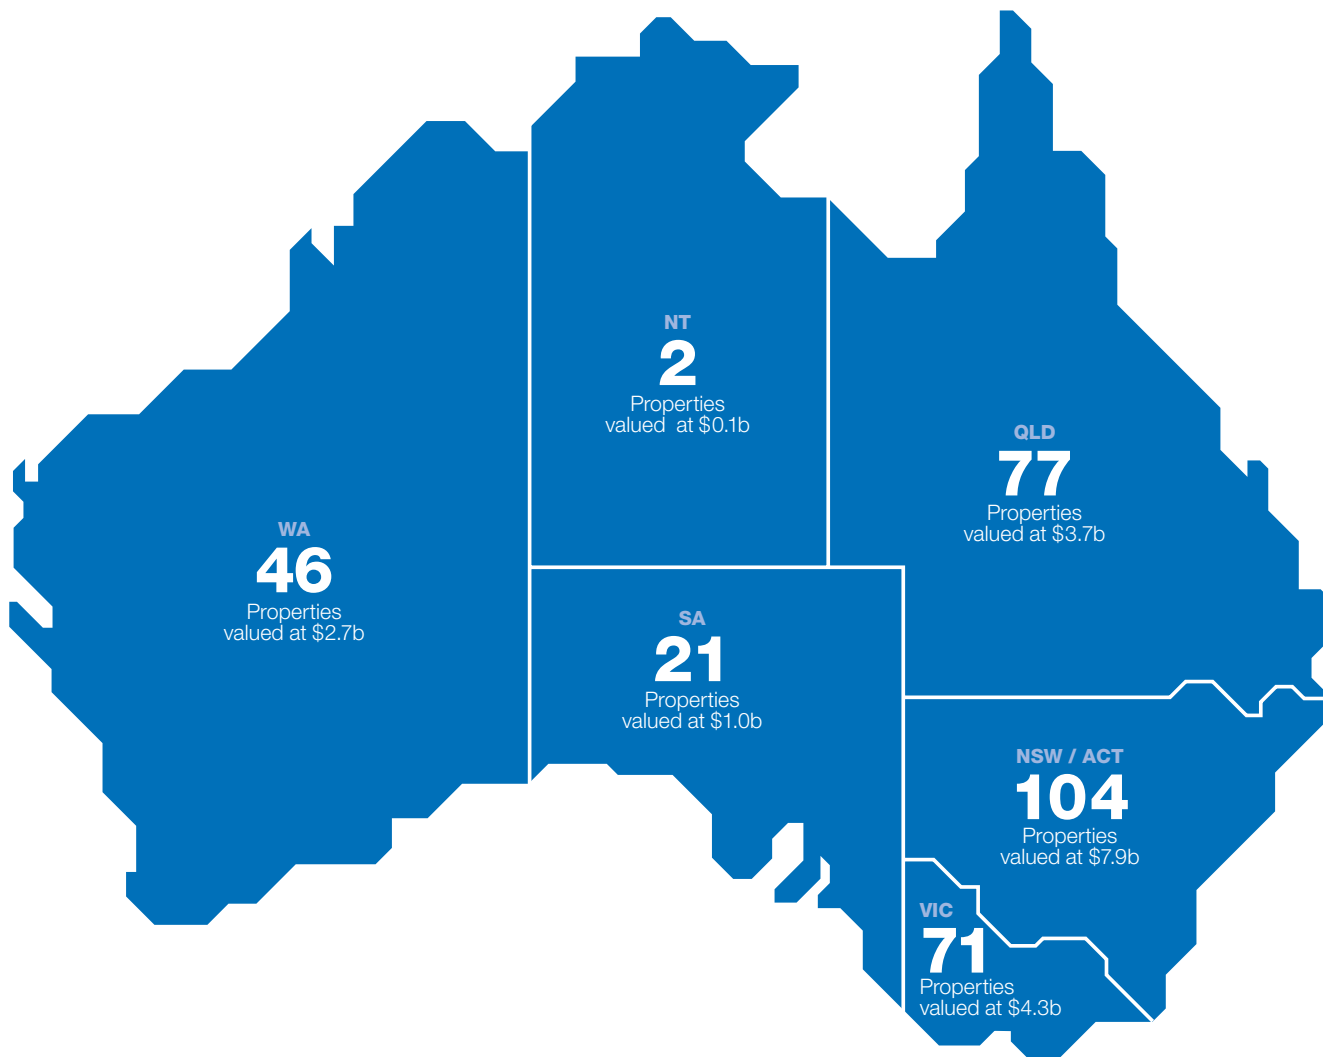 NT
2
Properties
valued at $0.1b
QLD
77
Properties
valued at $3.7b
WA
46
Properties
valued at $2.7b
SA
21
Properties
valued at $1.0b
NSW / ACT
104
Properties
valued at $7.9b
VIC
71
Properties
valued at $4.3b